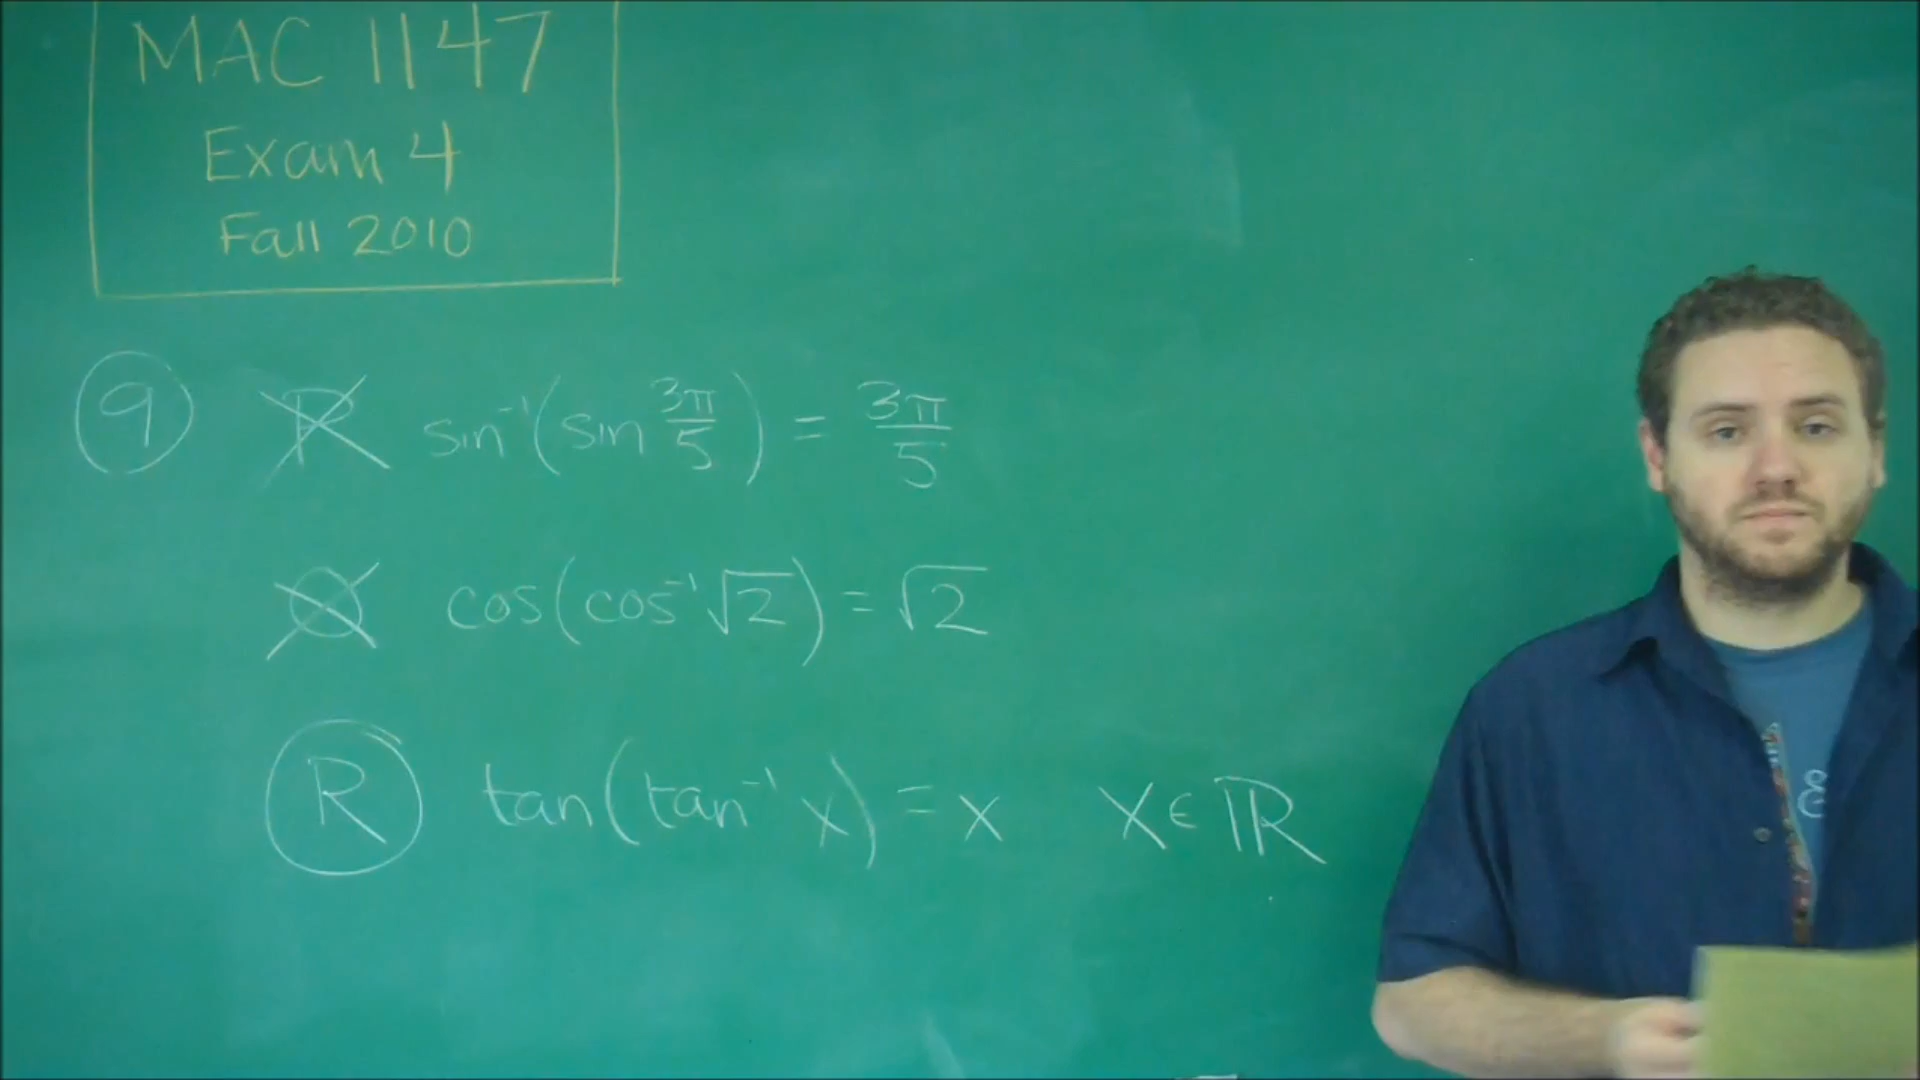 MAC 1147
Exam 4
Fall 2010
9 P sin⁻¹(sin 3π/5) = 3π/5
Q cos(cos⁻¹ √2) = √2
R tan(tan⁻¹ x) = x x ∈ ℝ